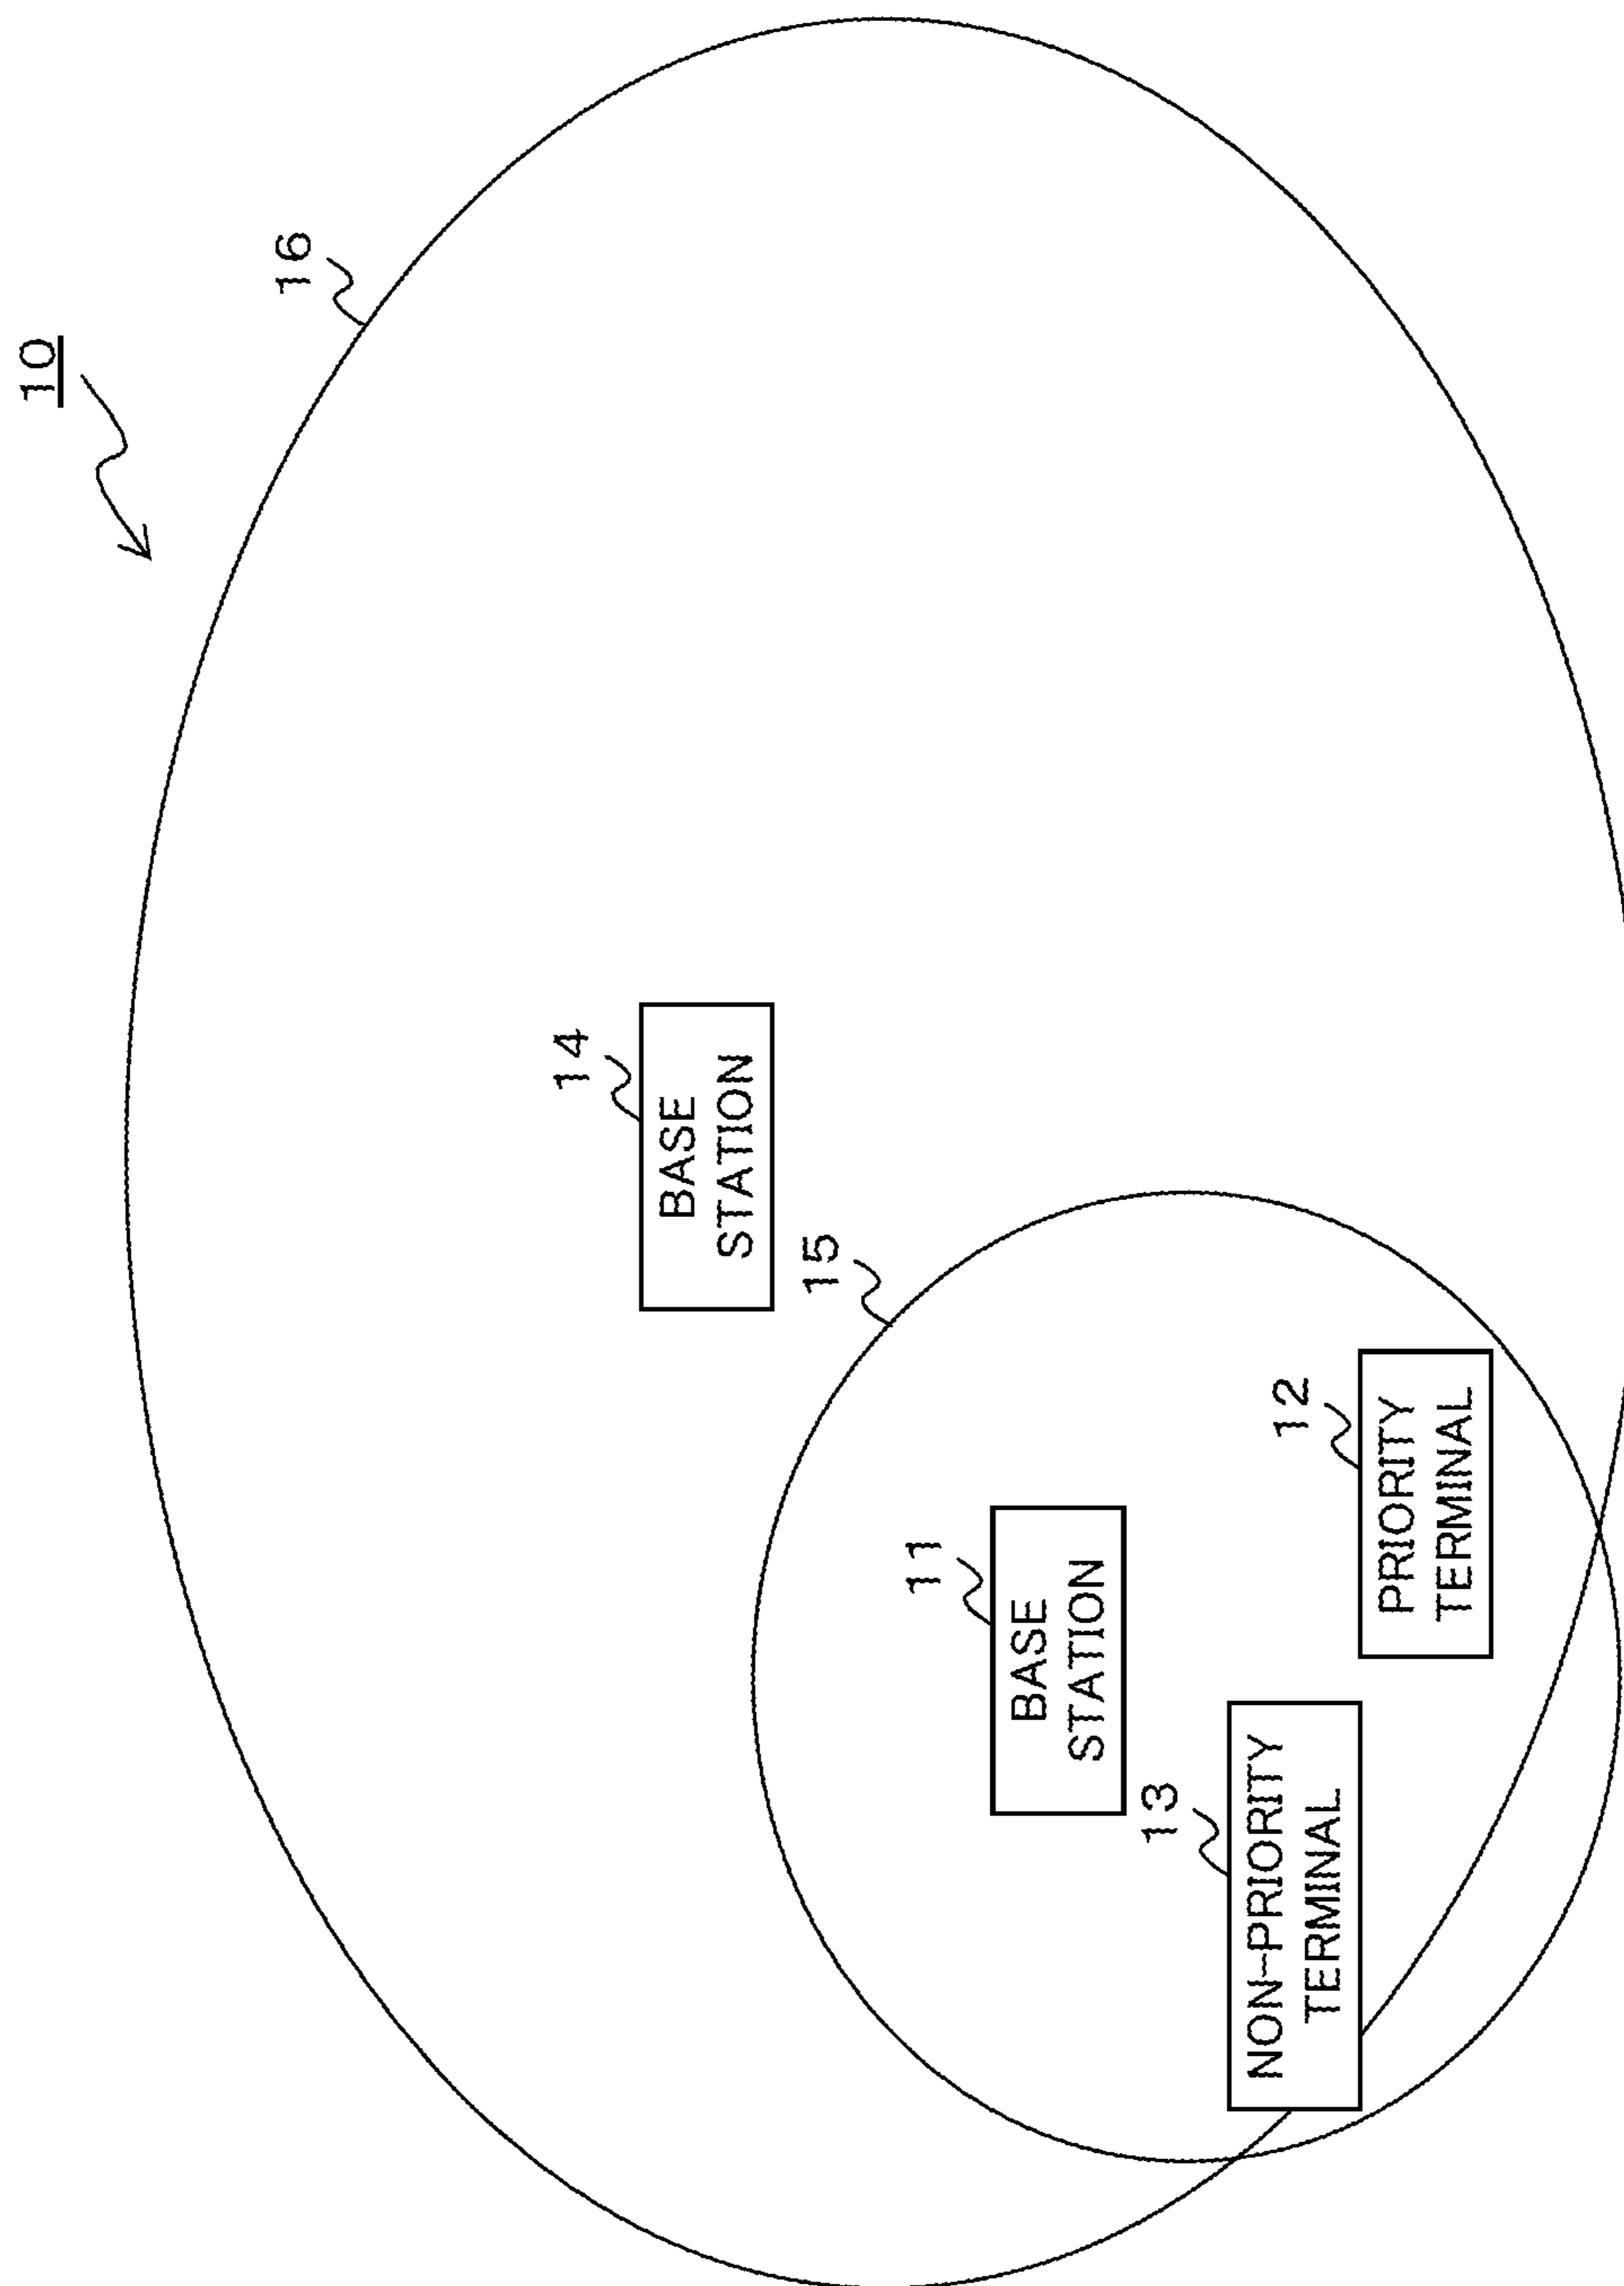 10
16
14
BASE
STATION
15
11
BASE
STATION
12
PRIORITY
TERMINAL
13
NON-PRIORITY
TERMINAL